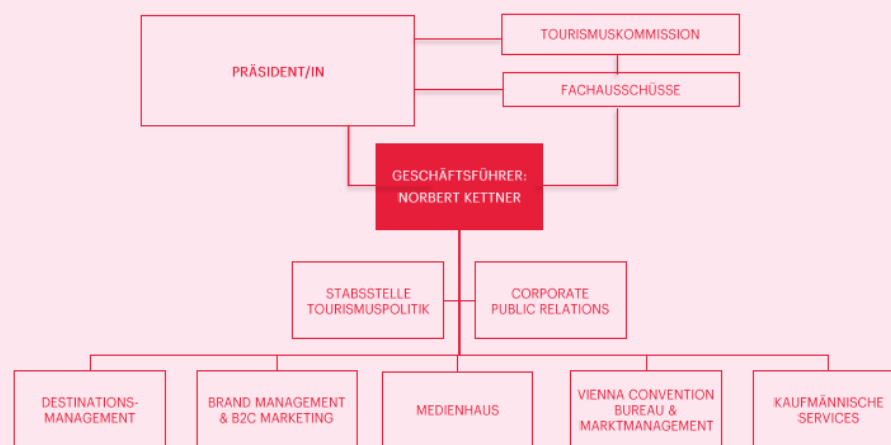 TOURISMUSKOMMISSION
PRÄSIDENT/IN
FACHAUSSCHÜSSE
GESCHÄFTSFÜHRER:
NORBERT KETTNER
STABSSTELLE
TOURISMUSPOLITIK
CORPORATE
PUBLIC RELATIONS
DESTINATIONS-
MANAGEMENT
BRAND MANAGEMENT
& B2C MARKETING
MEDIENHAUS
VIENNA CONVENTION
BUREAU &
MARKTMANAGEMENT
KAUFMÄNNISCHE
SERVICES